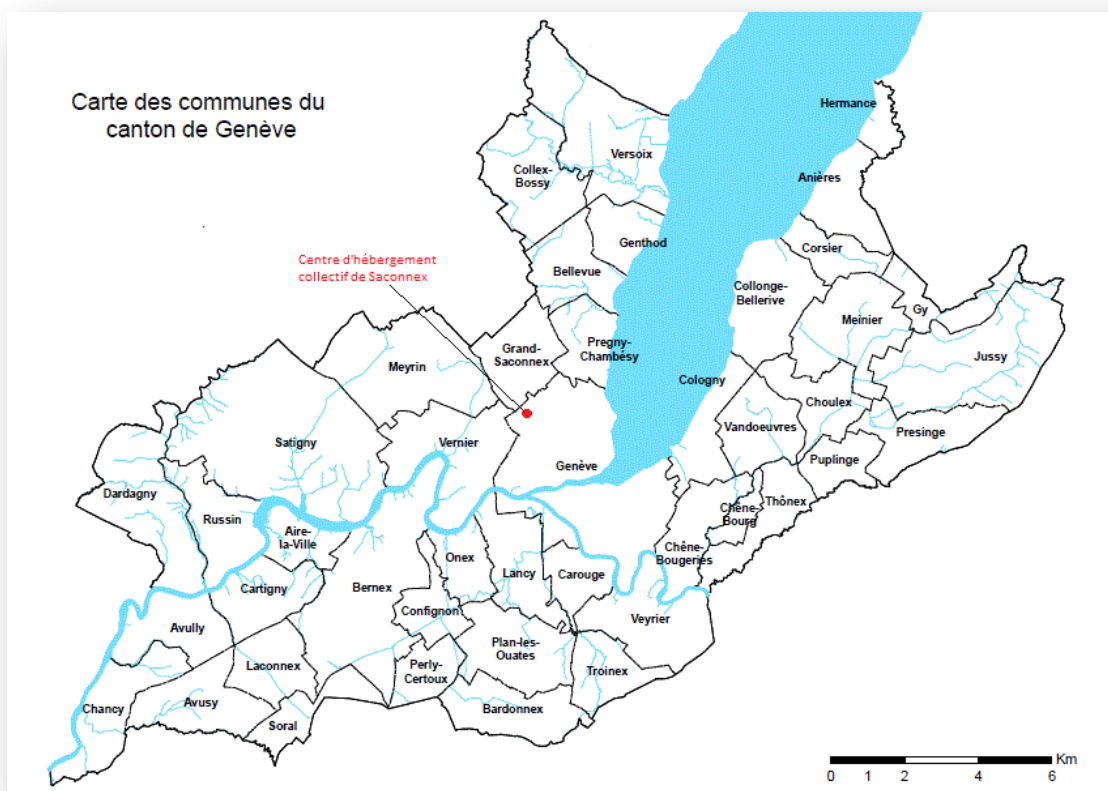 Carte des communes du
canton de Genève
Hermance
Versoix
Collex-
Bossy
Anières
Genthod
Corsier
Centre d'hébergement
collectif de Saconnex
Bellevue
Collonge-
Bellerive
Gy
Meinier
Grand-
Saconnex
Pregny-
Chambésy
Jussy
Meyrin
Cologny
Choulex
Vandoeuvres
Presinge
Satigny
Vernier
Puplinge
Genève
Dardagny
Thônex
Chêne-
Bourg
Russin
Aire-
la-Ville
Chêne-
Bougeries
Onex
Lancy
Carouge
Cartigny
Bernex
Confignon
Veyrier
Avully
Plan-les-
Ouates
Laconnex
Perly-
Certoux
Troinex
Chancy
Avusy
Bardonnex
Soral
Km
0 1 2 4 6